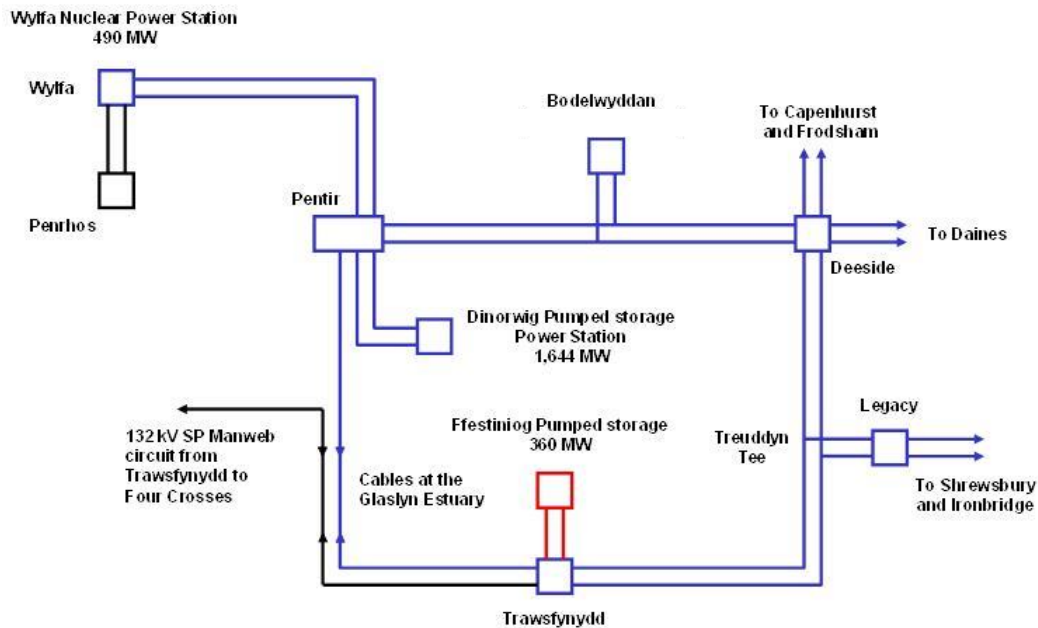 Wylfa Nuclear Power Station
490 MW
Wylfa
Penrhos
Bodelwyddan
To Capenhurst
and Frodsham
Pentir
To Daines
Deeside
Dinorwig Pumped storage
Power Station
1,644 MW
132 kV SP Manweb
circuit from
Trawsfynydd to
Four Crosses
Cables at the
Glaslyn Estuary
Ffestiniog Pumped storage
360 MW
Treuddyn
Tee
Legacy
To Shrewsbury
and Ironbridge
Trawsfynydd